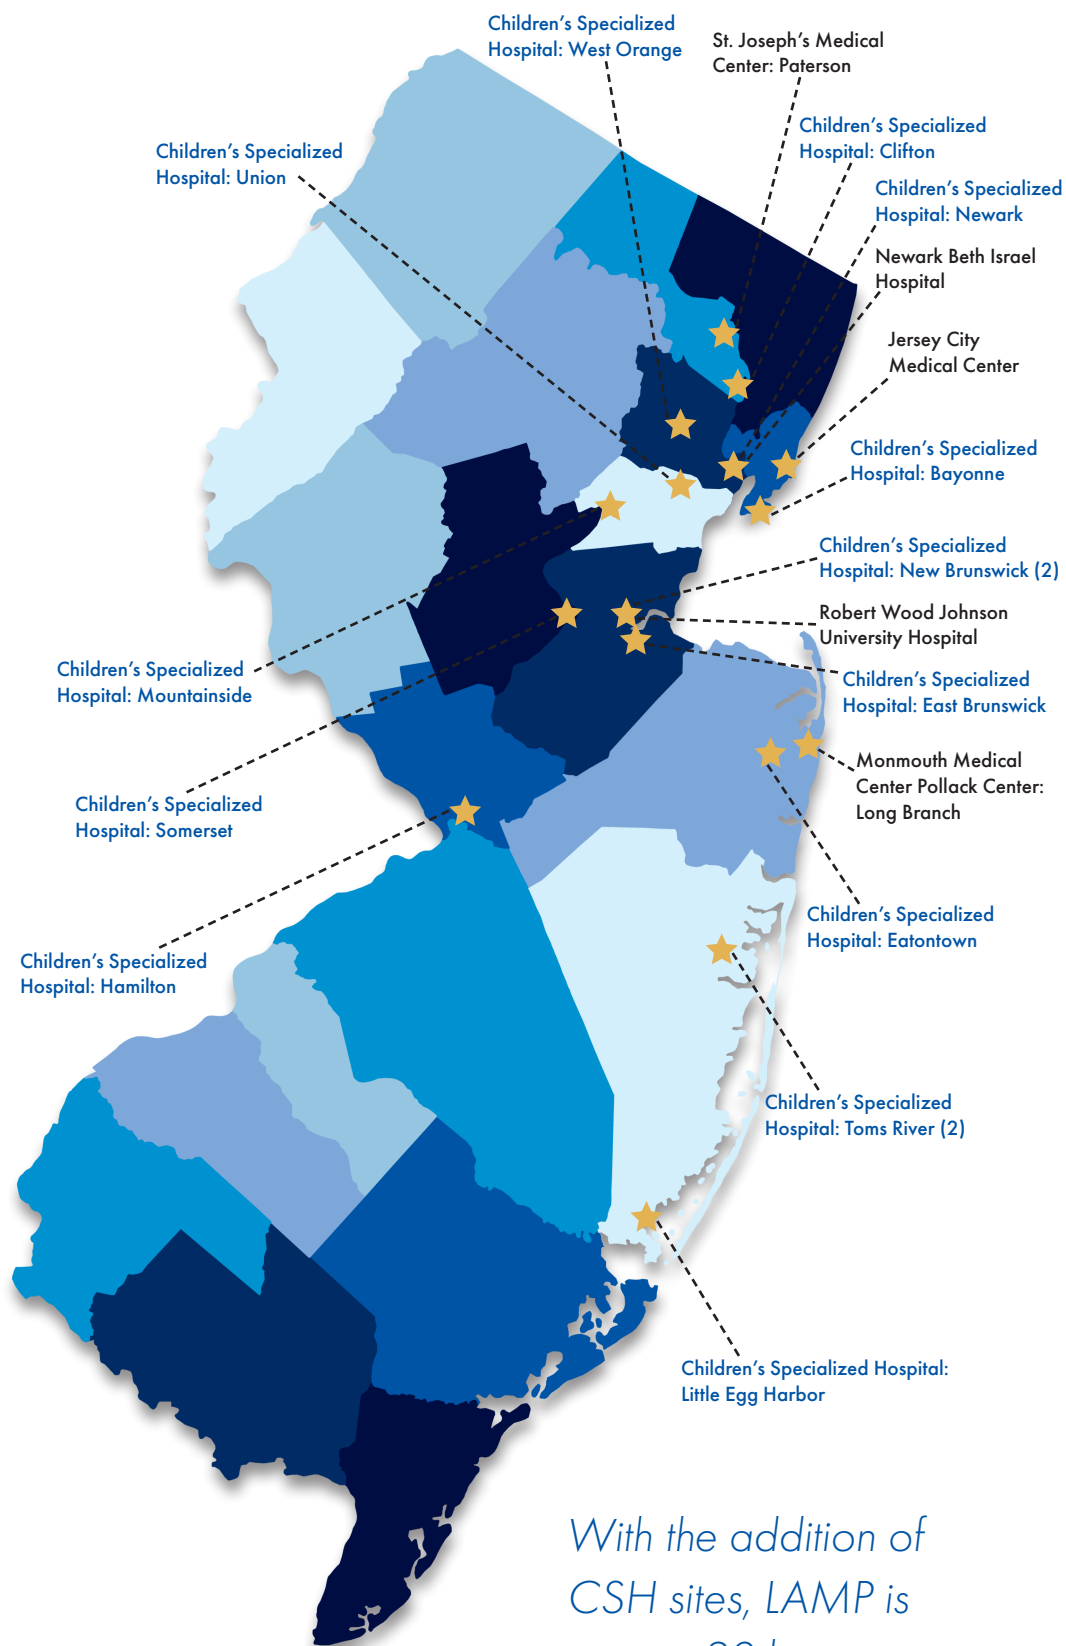 Children's Specialized
Hospital: West Orange
St. Joseph's Medical
Center: Paterson
Children's Specialized
Hospital: Clifton
Children's Specialized
Hospital: Union
Children's Specialized
Hospital: Newark
Newark Beth Israel
Hospital
Jersey City
Medical Center
Children's Specialized
Hospital: Bayonne
Children's Specialized
Hospital: New Brunswick (2)
Robert Wood Johnson
University Hospital
Children's Specialized
Hospital: Mountainside
Children's Specialized
Hospital: East Brunswick
Monmouth Medical
Center Pollack Center:
Long Branch
Children's Specialized
Hospital: Somerset
Children's Specialized
Hospital: Eatontown
Children's Specialized
Hospital: Hamilton
Children's Specialized
Hospital: Toms River (2)
Children's Specialized Hospital:
Little Egg Harbor
With the addition of
CSH sites, LAMP is